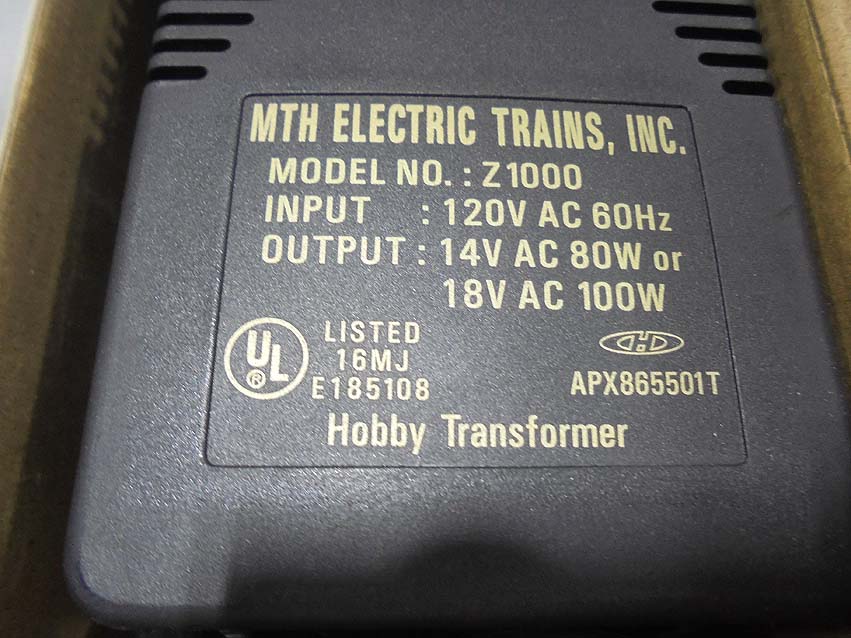 MTH ELECTRIC TRAINS, INC.
MODEL NO. : Z1000
INPUT : 120V AC 60Hz
OUTPUT : 14V AC 80W or
18V AC 100W
UL ®
LISTED
16MJ
E185108
APX865501T
Hobby Transformer